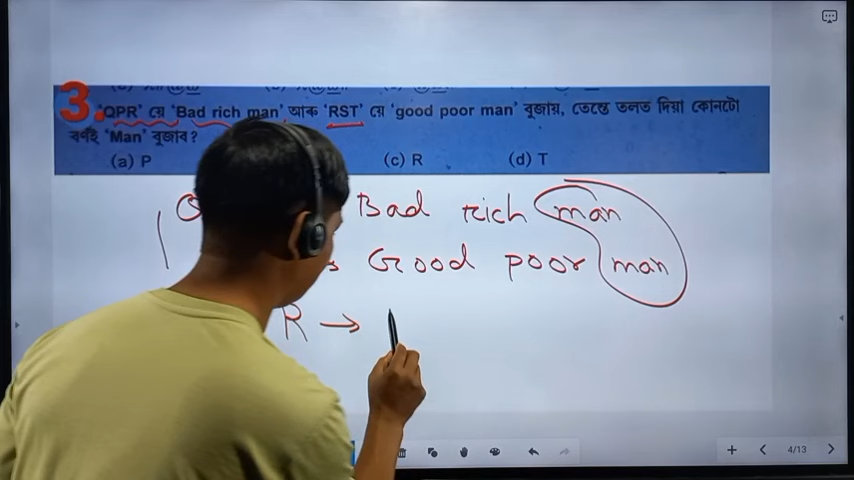 3. 'QPR' য়ে 'Bad rich man' আৰু 'RST' য়ে 'good poor man' বুজায়, তেন্তে তলত দিয়া কোনটো
বৰ্ণই 'Man' বুজাব?
(a) P (c) R (d) T
Bad rich man
Good poor man
R →
4/13